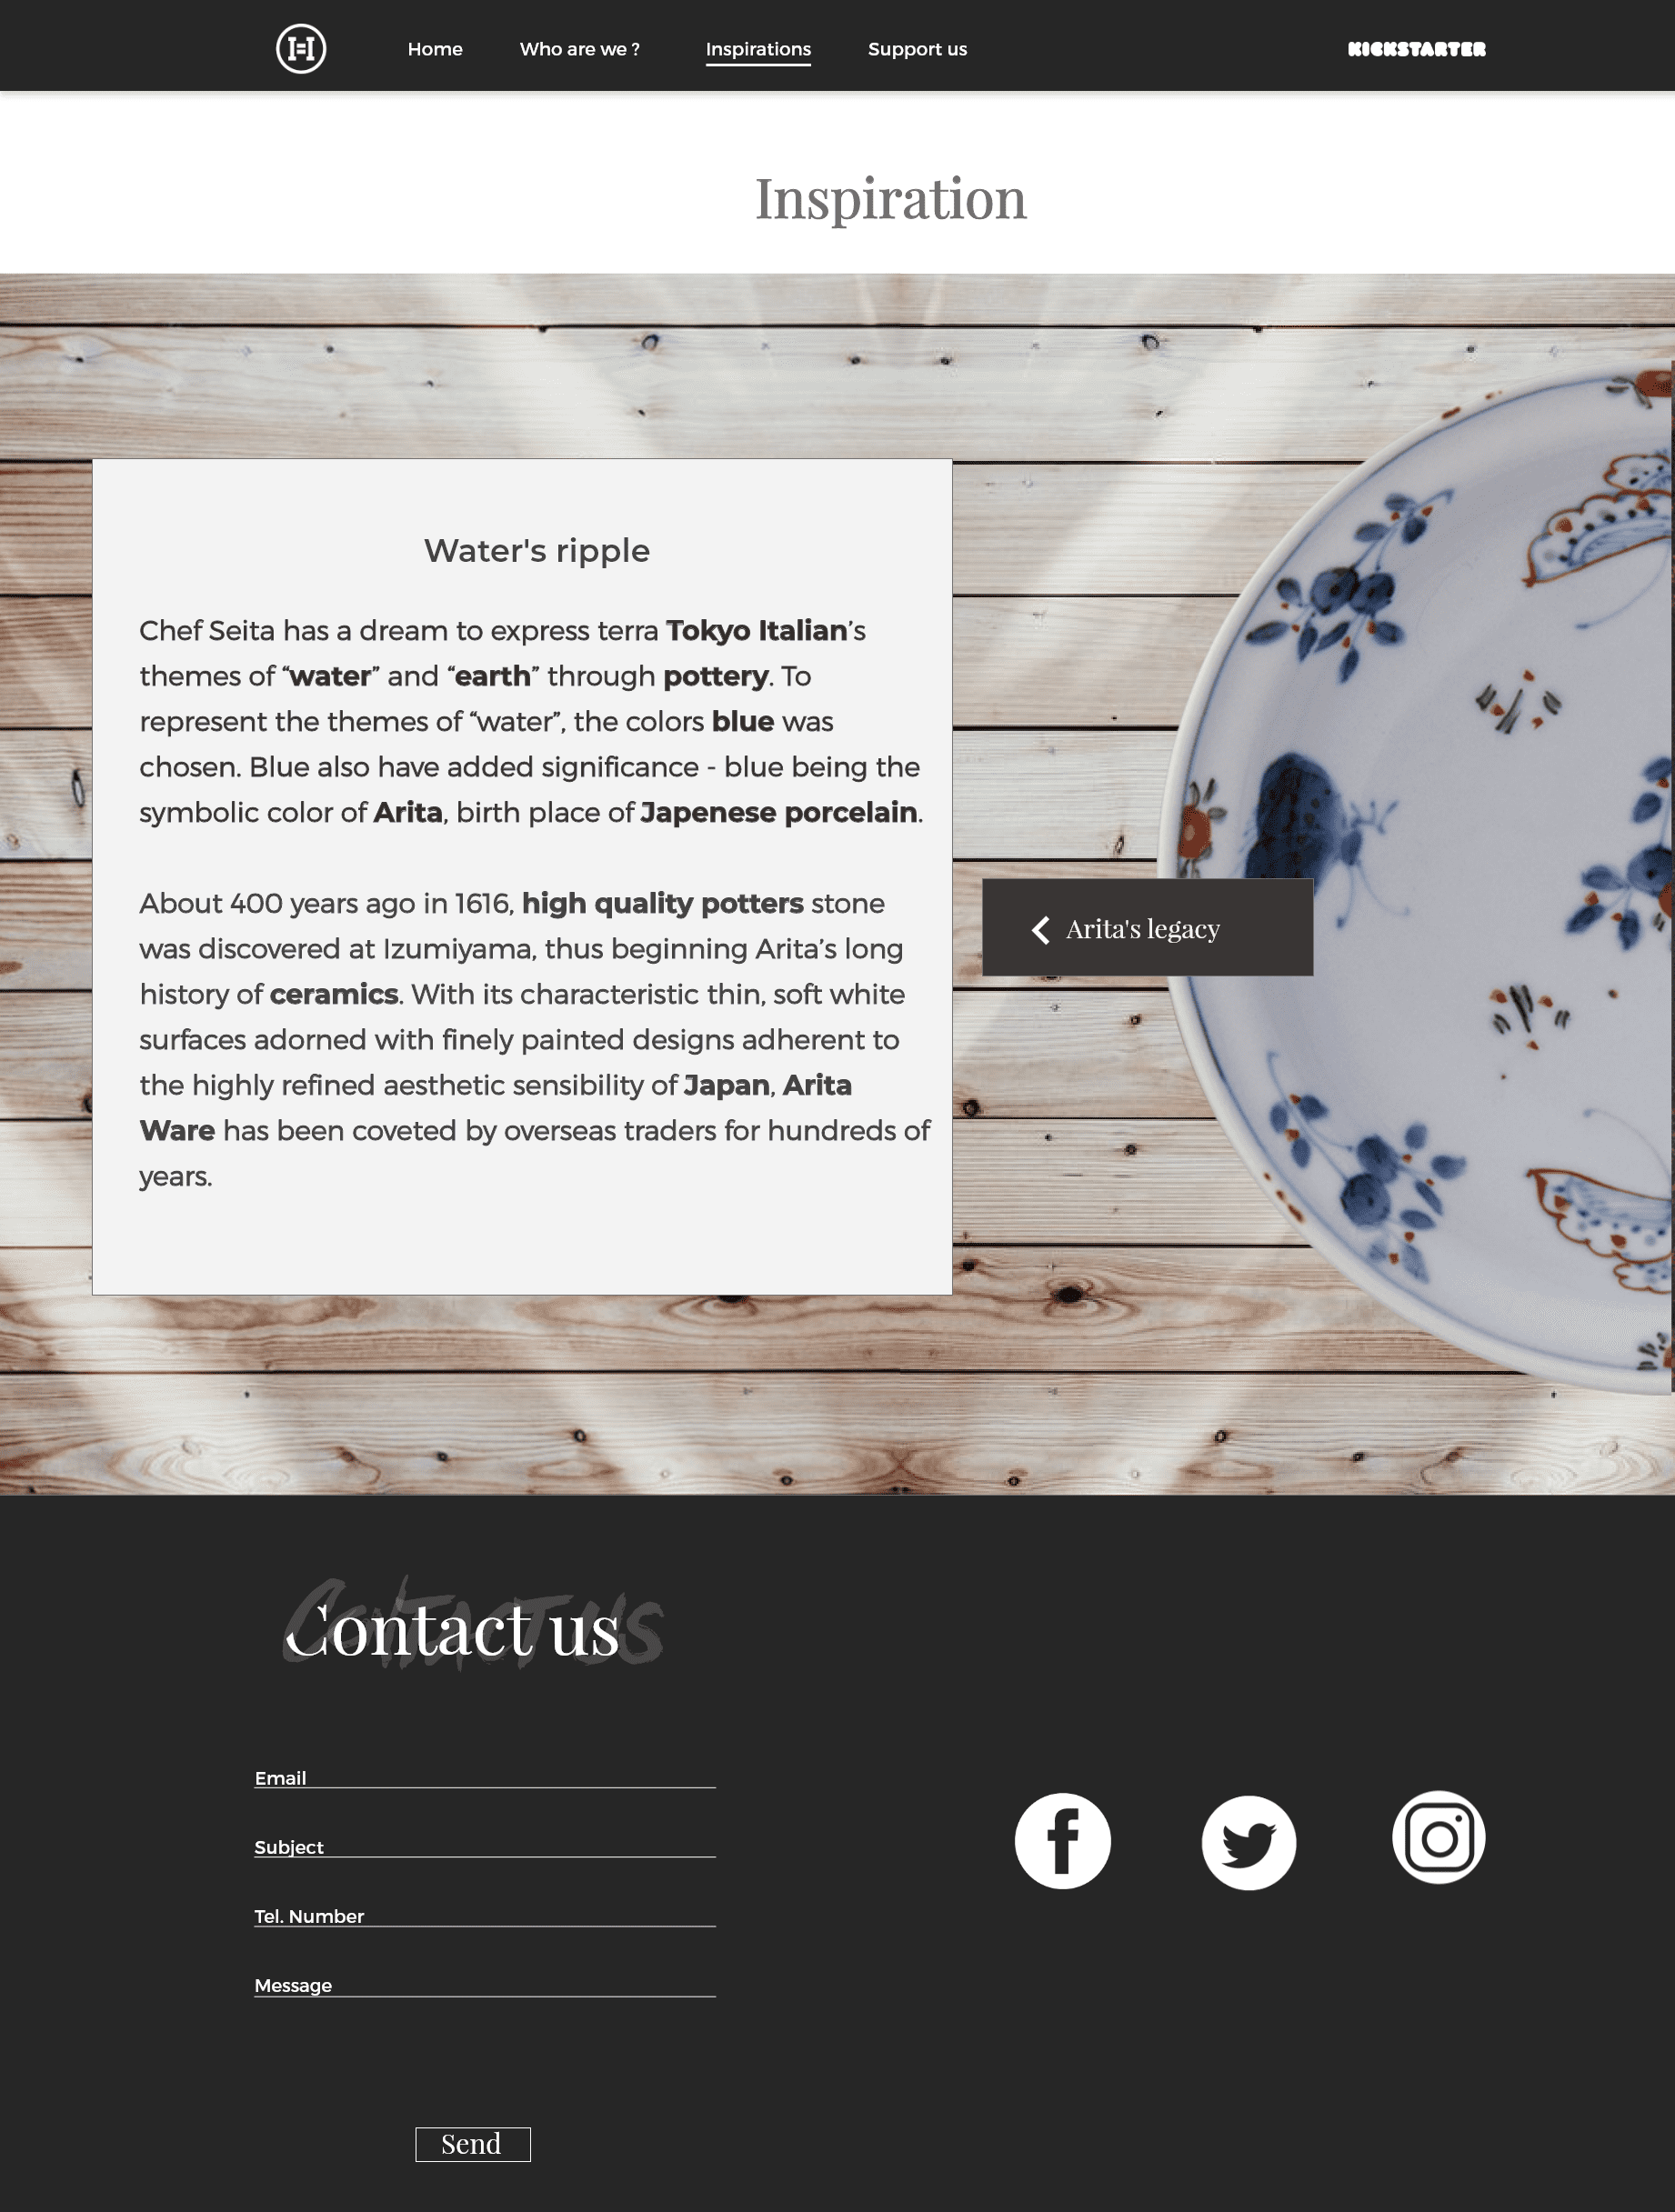 H
Home
Who are we ?
Inspirations
Support us
KICKSTARTER
Inspiration
Water's ripple
Chef Seita has a dream to express terra Tokyo Italian’s
themes of “water” and “earth” through pottery. To
represent the themes of “water”, the colors blue was
chosen. Blue also have added significance - blue being the
symbolic color of Arita, birth place of Japenese porcelain.
About 400 years ago in 1616, high quality potters stone
was discovered at Izumiyama, thus beginning Arita’s long
history of ceramics. With its characteristic thin, soft white
surfaces adorned with finely painted designs adherent to
the highly refined aesthetic sensibility of Japan, Arita
Ware has been coveted by overseas traders for hundreds of
years.
Arita's legacy
Contact us
Contact us
Email
Subject
Tel. Number
Message
Send